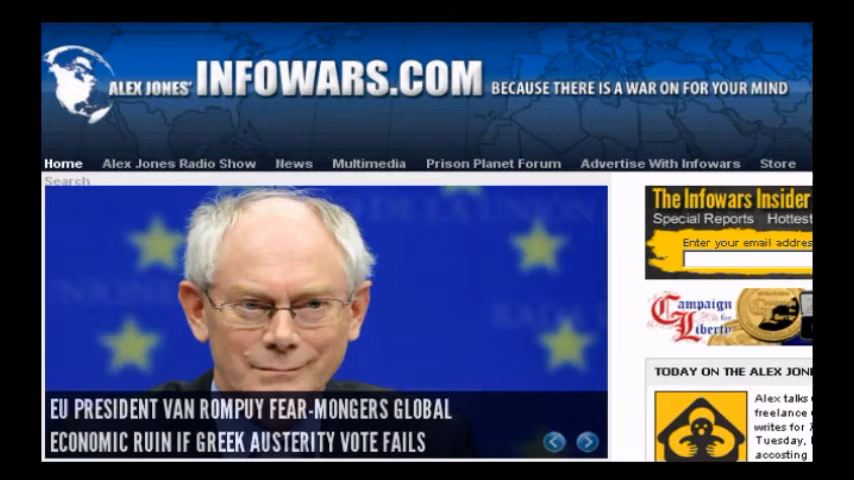 ALEX JONES' INFOWARS.COM BECAUSE THERE IS A WAR ON FOR YOUR MIND
Home Alex Jones Radio Show News Multimedia Prison Planet Forum Advertise With Infowars Store
Search
EU PRESIDENT VAN ROMPUY FEAR-MONGERS GLOBAL
ECONOMIC RUIN IF GREEK AUSTERITY VOTE FAILS
The Infowars Insider
Special Reports Hottest
Enter your email addres
Campaign
for
Liberty
TODAY ON THE ALEX JON
Alex talks
freelance
writes for
Tuesday,
accosting